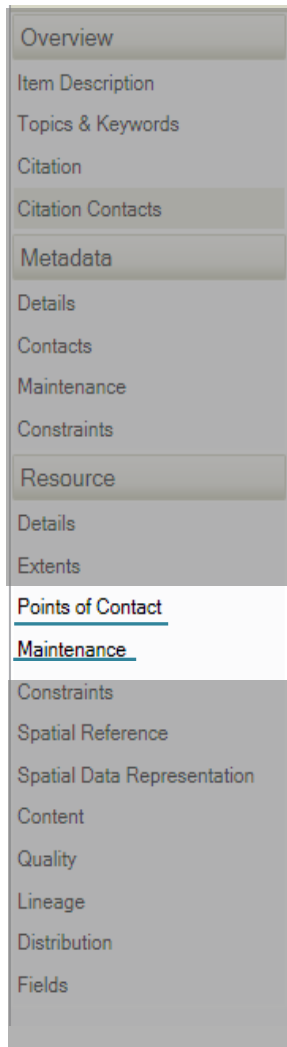 Overview
Item Description
Topics & Keywords
Citation
Citation Contacts
Metadata
Details
Contacts
Maintenance
Constraints
Resource
Details
Extents
Points of Contact
Maintenance
Constraints
Spatial Reference
Spatial Data Representation
Content
Quality
Lineage
Distribution
Fields